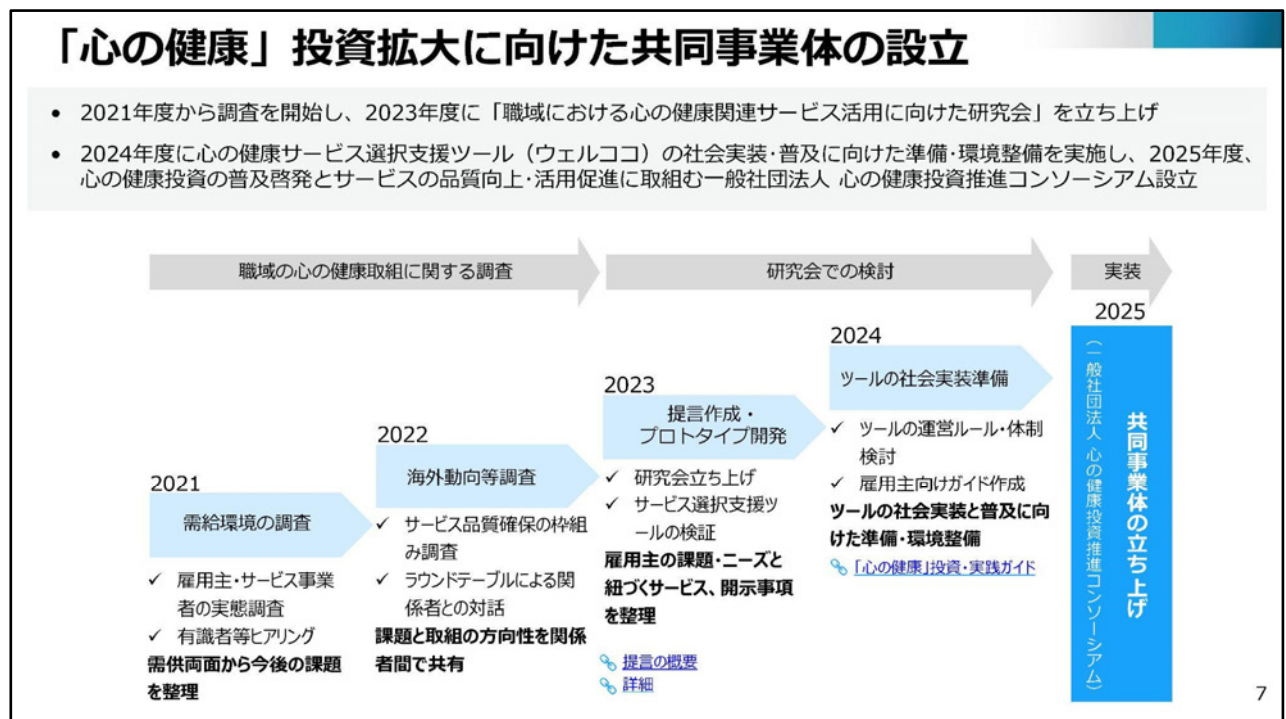 「心の健康」投資拡大に向けた共同事業体の設立
• 2021年度から調査を開始し、2023年度に「職域における心の健康関連サービス活用に向けた研究会」を立ち上げ
• 2024年度に心の健康サービス選択支援ツール（ウェルココ）の社会実装・普及に向けた準備・環境整備を実施し、2025年度、
心の健康投資の普及啓発とサービスの品質向上・活用促進に取組む一般社団法人 心の健康投資推進コンソーシアム設立
職域の心の健康取組に関する調査
研究会での検討
実装
2021
需給環境の調査
✓ 雇用主・サービス事業
者の実態調査
✓ 有識者等ヒアリング
需供両面から今後の課題
を整理
2022
海外動向等調査
✓ サービス品質確保の枠組
み調査
✓ ラウンドテーブルによる関
係者との対話
課題と取組の方向性を関係
者間で共有
2023
提言作成・
プロトタイプ開発
✓ 研究会立ち上げ
✓ サービス選択支援ツ
ールの検証
雇用主の課題・ニーズと
紐づくサービス、開示事項
を整理
提言の概要
詳細
2024
ツールの社会実装準備
✓ ツールの運営ルール・体制
検討
✓ 雇用主向けガイド作成
ツールの社会実装と普及に向
けた準備・環境整備
「心の健康」投資・実践ガイド
2025
共同事業体の立ち上げ
（一般社団法人 心の健康投資推進コンソーシアム）
7